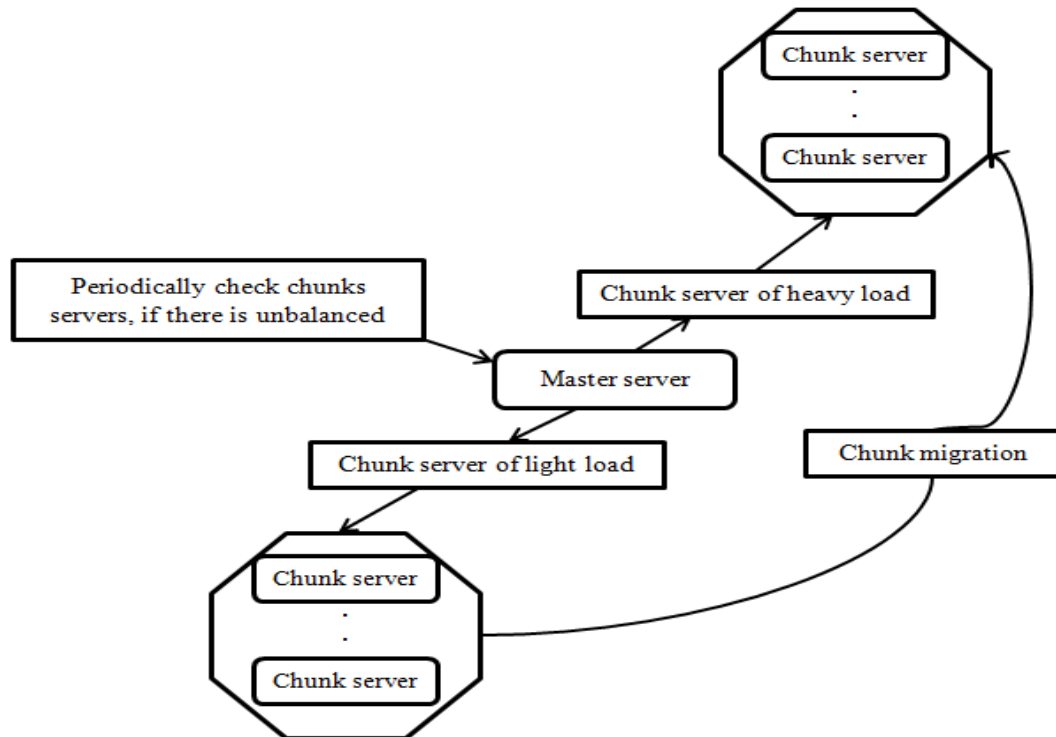 Chunk server
.
.
Chunk server
Chunk server of heavy load
Periodically check chunks
servers, if there is unbalanced
Master server
Chunk server of light load
Chunk migration
Chunk server
.
.
Chunk server